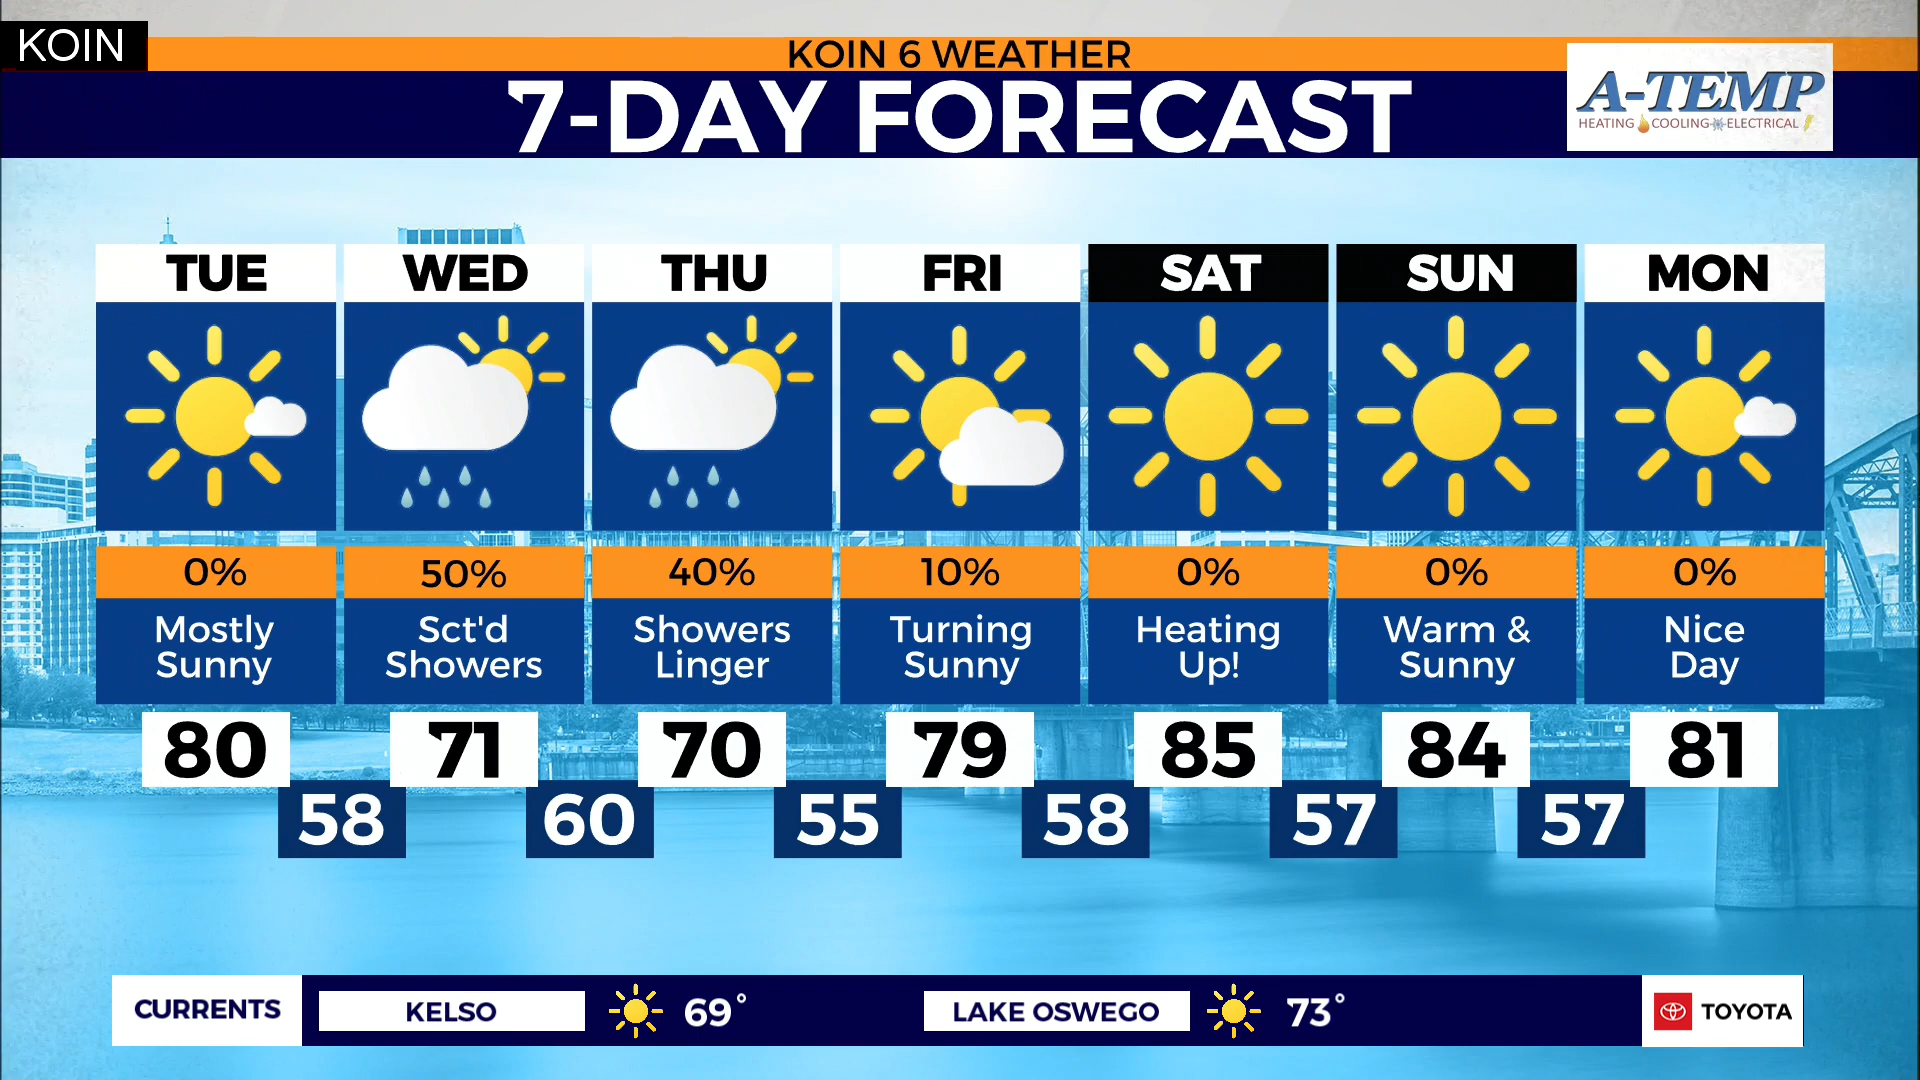 KOIN
KOIN 6 WEATHER
7-DAY FORECAST
A-TEMP
HEATING COOLING ELECTRICAL
TUE WED THU FRI SAT SUN MON
0% 50% 40% 10% 0% 0% 0%
Mostly Sct'd Showers Turning Heating Warm & Nice
Sunny Showers Linger Sunny Up! Sunny Day
80 71 70 79 85 84 81
58 60 55 58 57 57
CURRENTS KELSO 69° LAKE OSWEGO 73° TOYOTA